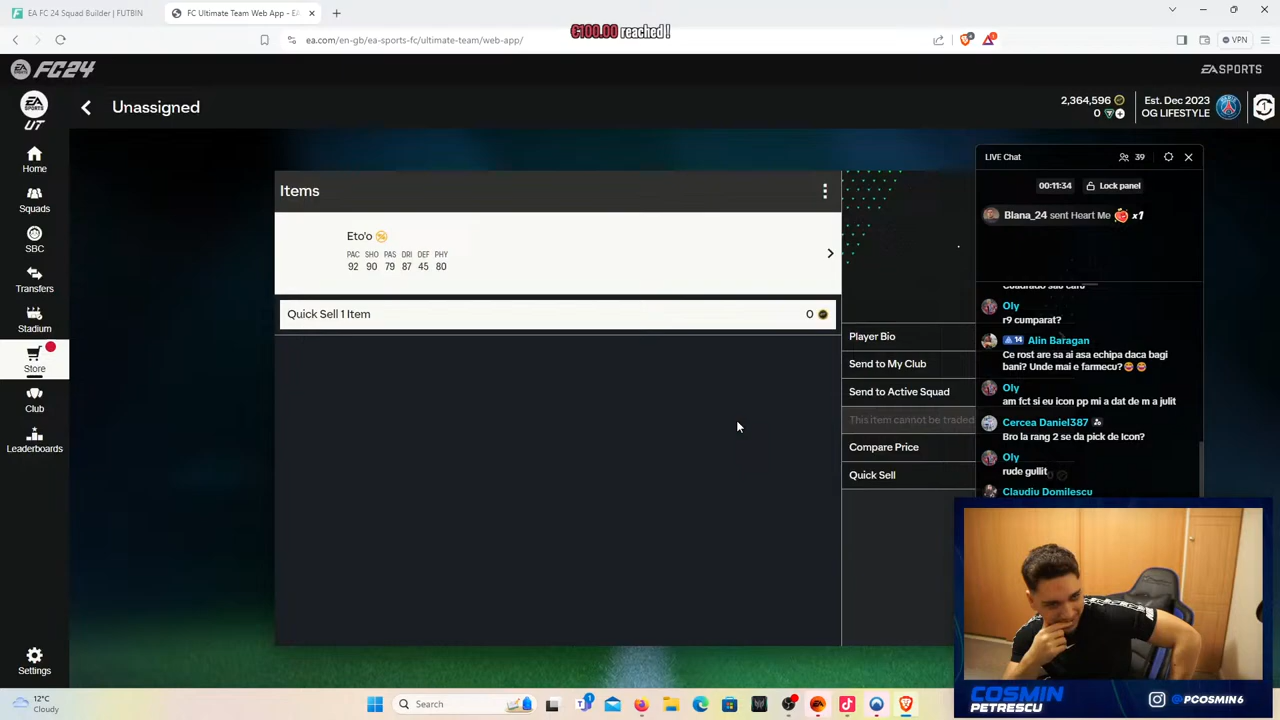 EA FC 24 Squad Builder | FUTBIN
FC Ultimate Team Web App - ×
€100.00 reached !
ea.com/en-gb/ea-sports-fc/ultimate-team/web-app/
VPN
EA SPORTS FC24
EA SPORTS
EA SPORTS
UT
Unassigned
2,364,596
0
Est. Dec 2023
OG LIFESTYLE
Home
Squads
SBC
Transfers
Stadium
Store
Club
Leaderboards
Settings
Items
Eto'o
PAC SHO PAS DRI DEF PHY
92 90 79 87 45 80
Quick Sell 1 Item 0
Player Bio
Send to My Club
Send to Active Squad
This item cannot be traded
Compare Price
Quick Sell
LIVE Chat 39
00:11:34 Lock panel
Blana_24 sent Heart Me x1
Oly
r9 cumparat?
14 Alin Baragan
Ce rost are sa ai asa echipa daca bagi
bani? Unde mai e farmecu?
Oly
am fct si eu icon pp mi a dat de m a julit
Cercea Daniel387
Bro la rang 2 se da pick de Icon?
Oly
rude gullit
Claudiu Domilescu
COSMIN
PETRESCU
@PCOSMIN6
12°C
Cloudy
Search